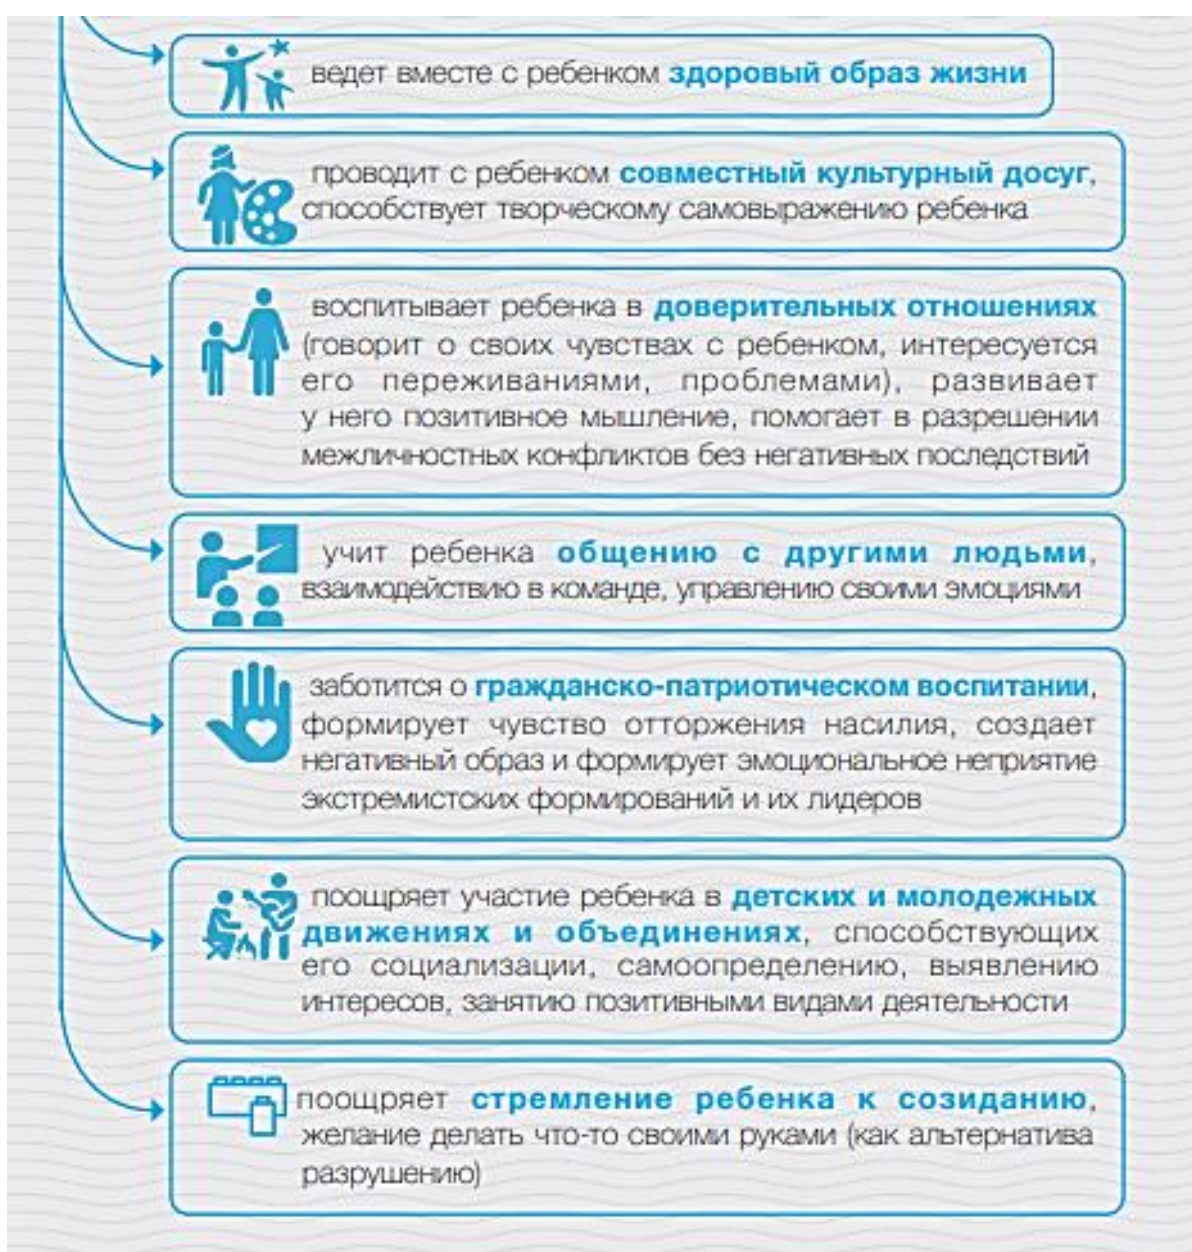 ведет вместе с ребенком здоровый образ жизни
проводит с ребенком совместный культурный досуг,
способствует творческому самовыражению ребенка
воспитывает ребенка в доверительных отношениях
(говорит о своих чувствах с ребенком, интересуется
его переживаниями, проблемами), развивает
у него позитивное мышление, помогает в разрешении
межличностных конфликтов без негативных последствий
учит ребенка общению с другими людьми,
взаимодействию в команде, управлению своими эмоциями
заботится о гражданско-патриотическом воспитании,
формирует чувство отторжения насилия, создает
негативный образ и формирует эмоциональное неприятие
экстремистских формирований и их лидеров
поощряет участие ребенка в детских и молодежных
движениях и объединениях, способствующих
его социализации, самоопределению, выявлению
интересов, занятию позитивными видами деятельности
поощряет стремление ребенка к созиданию,
желание делать что-то своими руками (как альтернатива
разрушению)